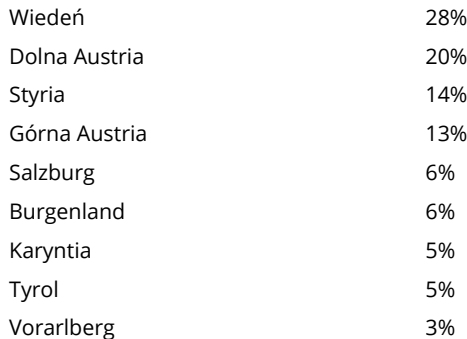 Wiedeń 28%
Dolna Austria 20%
Styria 14%
Górna Austria 13%
Salzburg 6%
Burgenland 6%
Karyntia 5%
Tyrol 5%
Vorarlberg 3%